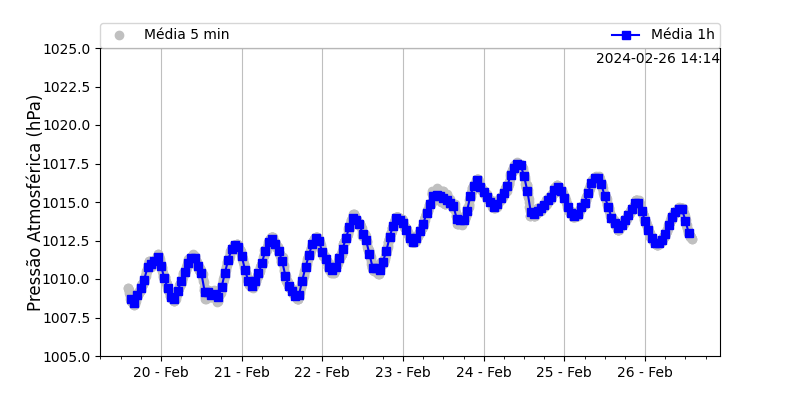 Média 5 min
Média 1h
2024-02-26 14:14
Pressão Atmosférica (hPa)
1025.0
1022.5
1020.0
1017.5
1015.0
1012.5
1010.0
1007.5
1005.0
20 - Feb
21 - Feb
22 - Feb
23 - Feb
24 - Feb
25 - Feb
26 - Feb